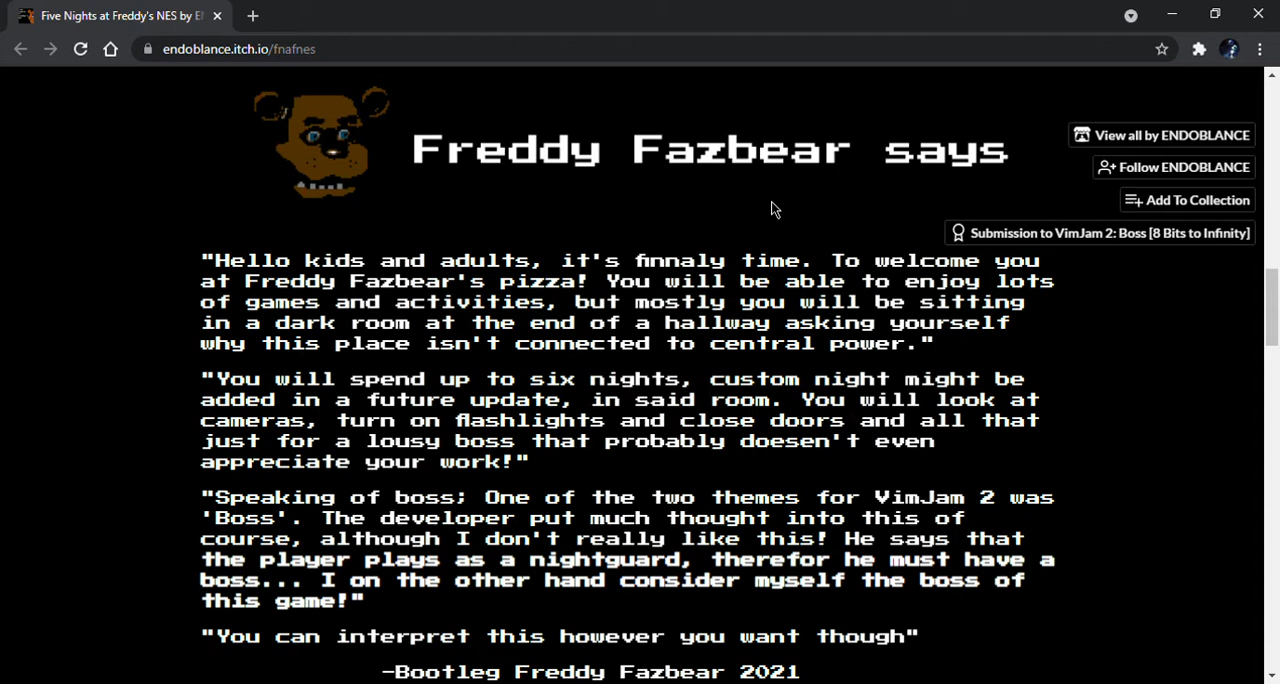 Five Nights at Freddy's NES by E
endoblance.itch.io/fnafnes
Freddy Fazbear says
View all by ENDOBLANCE
Follow ENDOBLANCE
Add To Collection
Submission to VimJam 2: Boss [8 Bits to Infinity]
"Hello kids and adults, it's finnaly time. To welcome you
at Freddy Fazbear's pizza! You will be able to enjoy lots
of games and activities, but mostly you will be sitting
in a dark room at the end of a hallway asking yourself
why this place isn't connected to central power."
"You will spend up to six nights, custom night might be
added in a future update, in said room. You will look at
cameras, turn on flashlights and close doors and all that
just for a lousy boss that probably doesen't even
appreciate your work!"
"Speaking of boss; One of the two themes for VimJam 2 was
'Boss'. The developer put much thought into this of
course, although I don't really like this! He says that
the player plays as a nightguard, therefor he must have a
boss... I on the other hand consider myself the boss of
this game!"
"You can interpret this however you want though"
-Bootleg Freddy Fazbear 2021